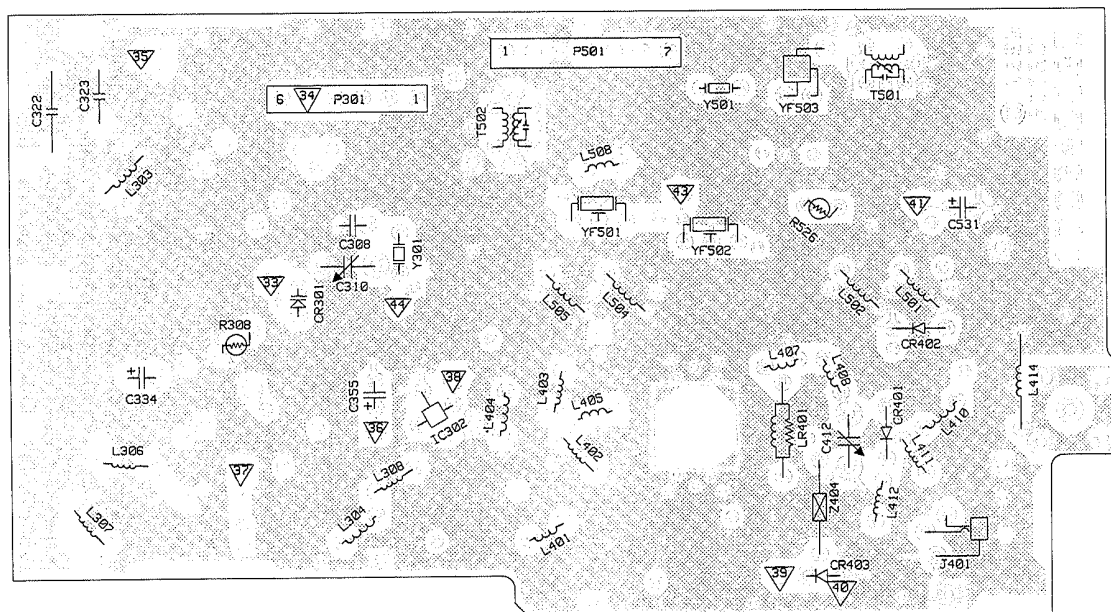 1 P501 7
35
C322
C323
6 34 P301 1
T502
Y501
YF503
T501
L303
L508
43
YF501
YF502
R526
41
C531
C308
Y301
C310
33
CR301
44
L505
L504
L502
L501
R308
CR402
L407
L408
L414
C334
C355
38
IC302
36
L404
L403
L405
L402
LR401
C412
CR401
L410
L411
L306
37
L308
L307
L304
L401
Z404
L412
J401
39
CR403
40